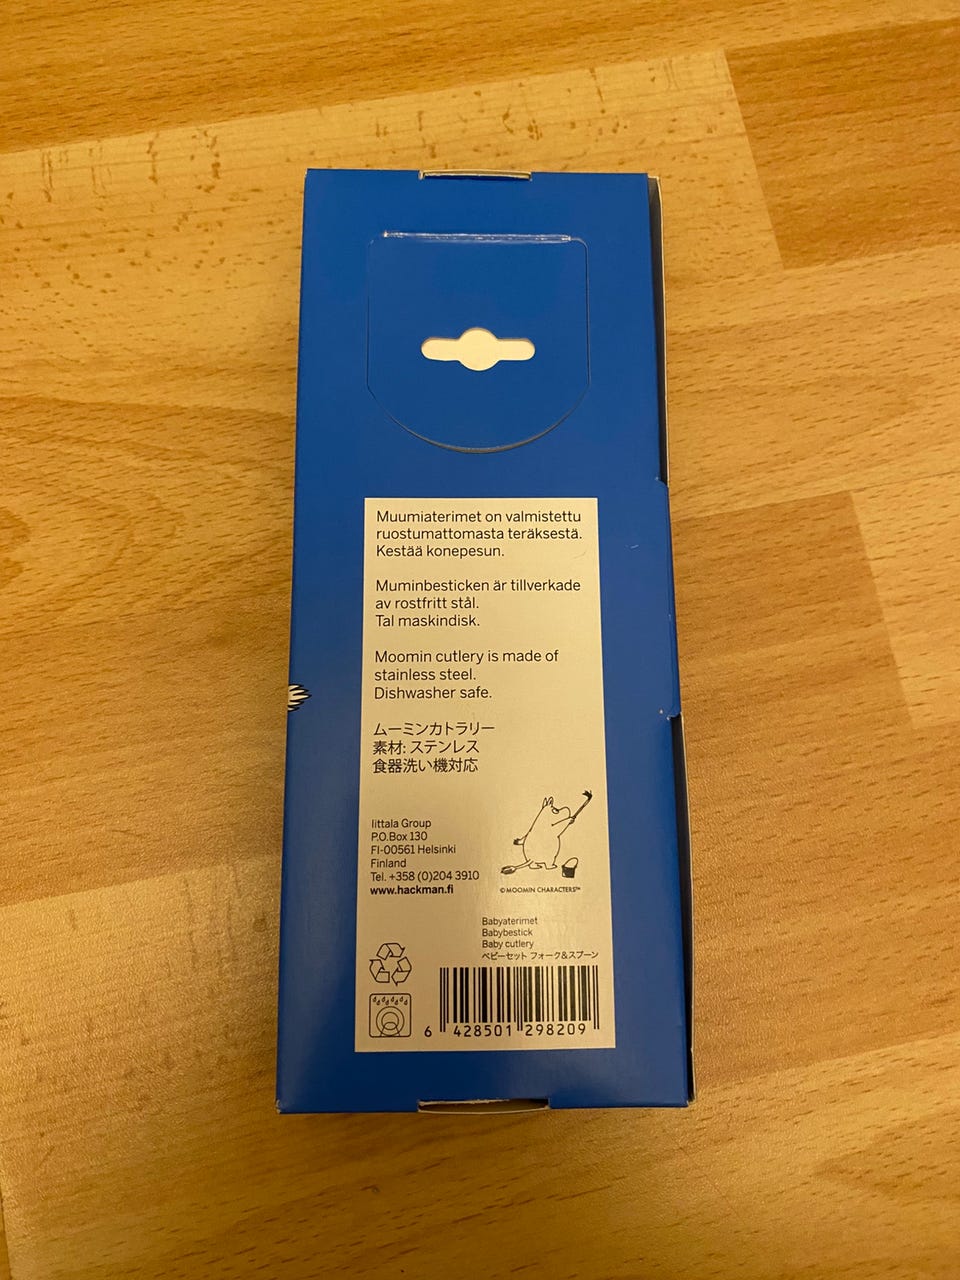 Muumiaterimet on valmistettu
ruostumattomasta teräksestä.
Kestää konepesun.
Muminbesticken är tillverkade
av rostfritt stål.
Tal maskindisk.
Moomin cutlery is made of
stainless steel.
Dishwasher safe.
ムーミンカトラリー
素材: ステンレス
食器洗い機対応
Iittala Group
P.O.Box 130
FI-00561 Helsinki
Finland
Tel. +358 (0)204 3910
www.hackman.fi
©MOOMIN CHARACTERS™
Babyaterimet
Babybestick
Baby cutlery
ベビーセット フォーク&スプーン
6 428501 298209